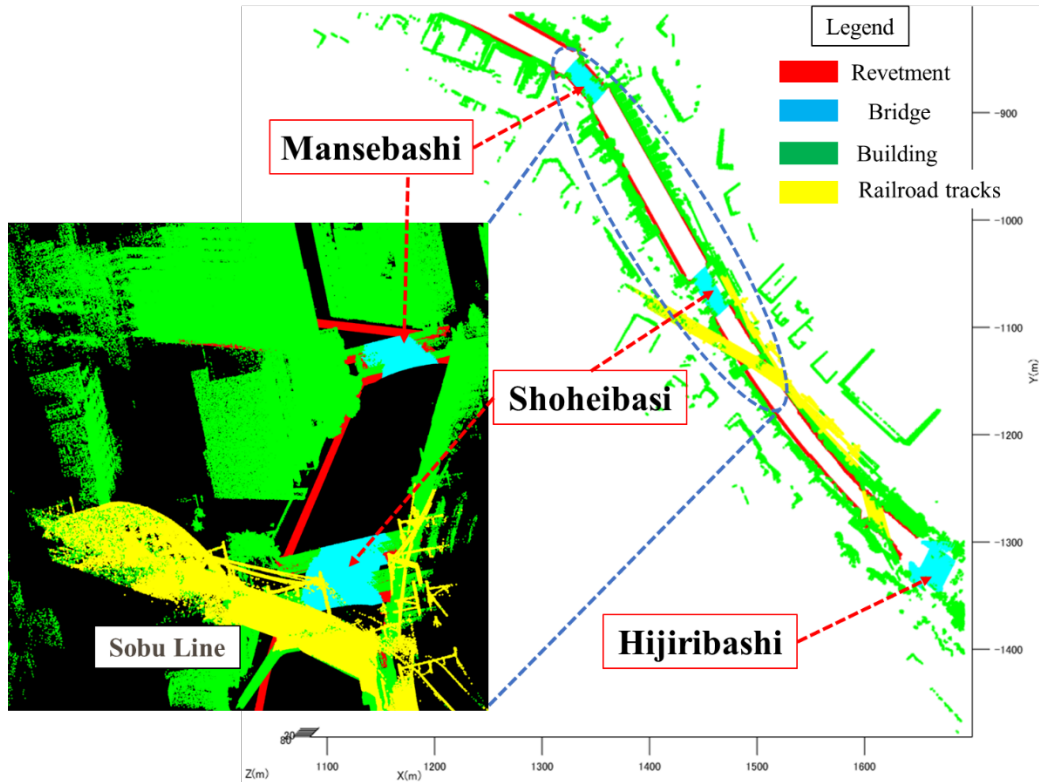 Legend
Revetment
Bridge
Building
Railroad tracks
Mansebashi
Shoheibasi
Sobu Line
Hijiribashi
-900
-1000
-1100
Y(m)
-1200
-1300
-1400
Z(m)
1100
X(m)
1200
1300
1400
1500
1600